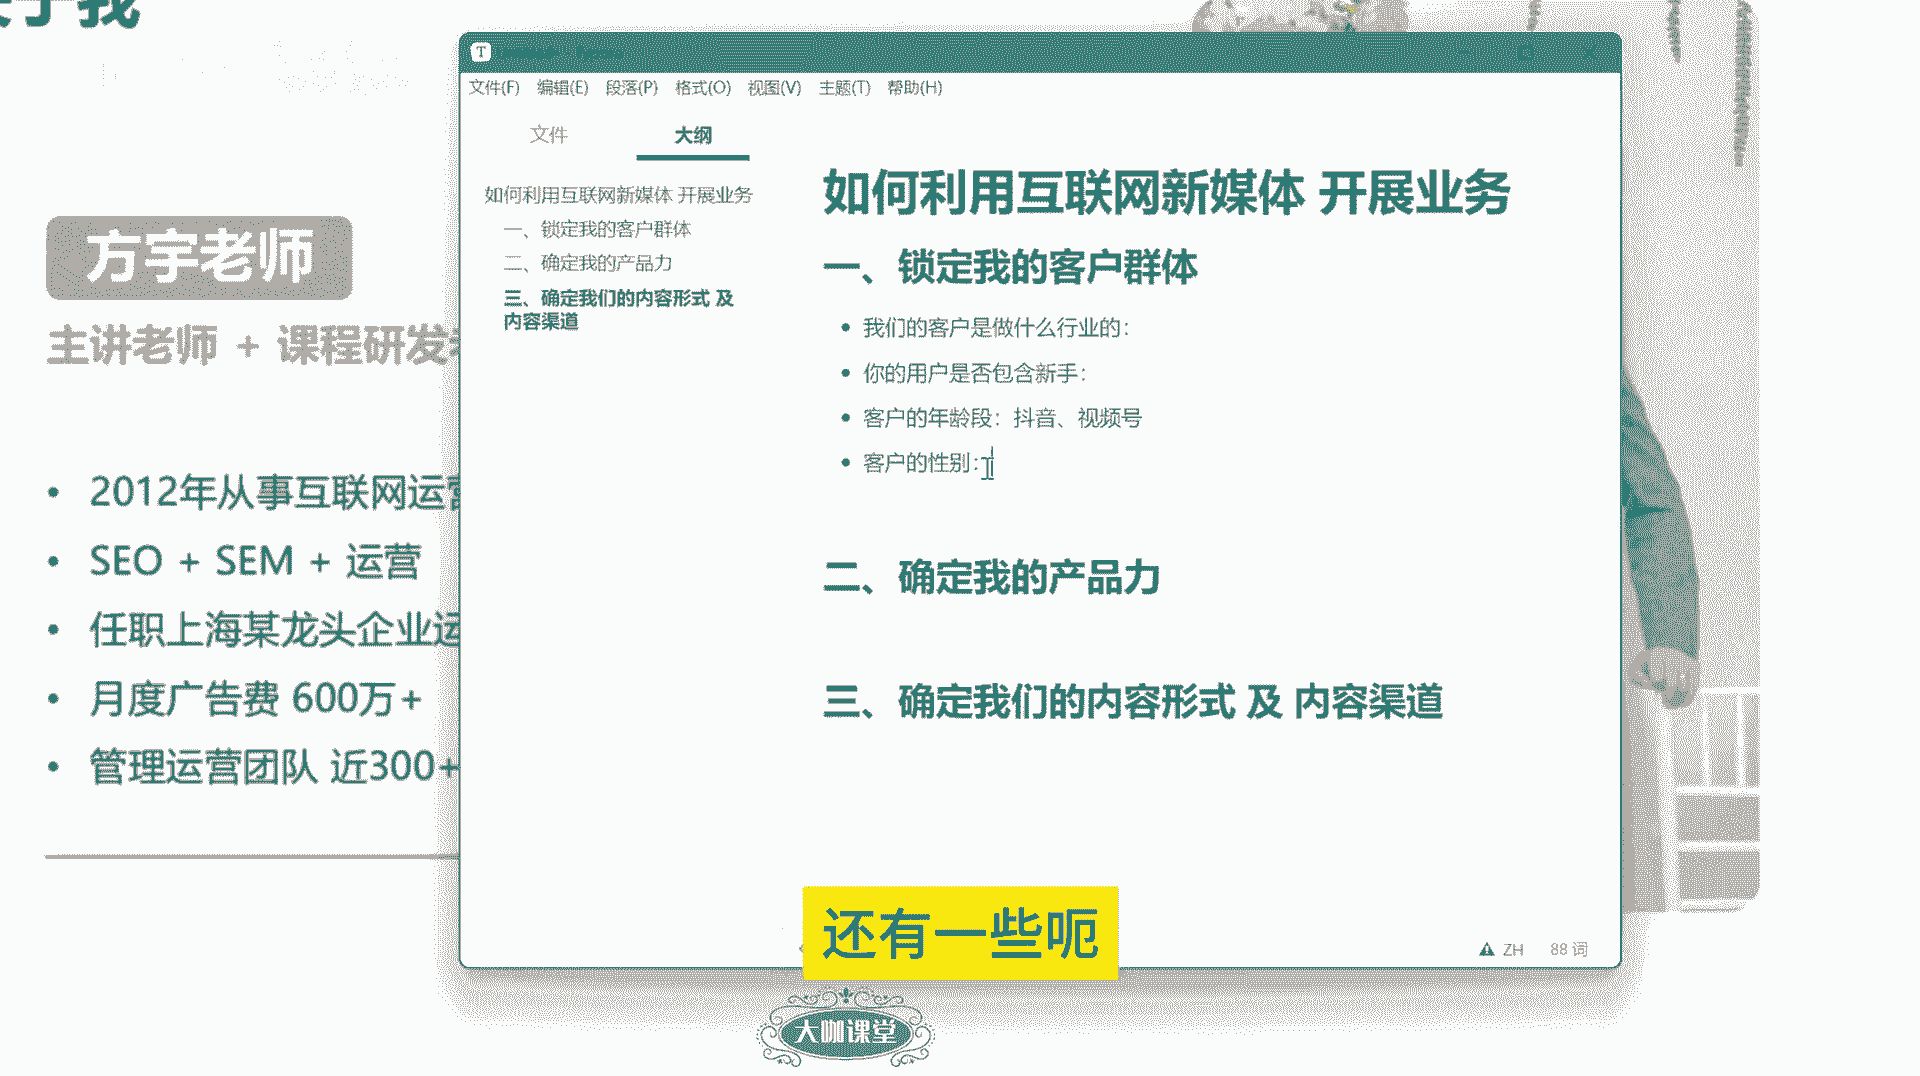 方宇老师
主讲老师 + 课程研发
2012年从事互联网运营
SEO + SEM + 运营
任职上海某龙头企业运
月度广告费 600万+
管理运营团队 近300+
T
文件(F) 编辑(E) 段落(P) 格式(O) 视图(V) 主题(T) 帮助(H)
文件 大纲
如何利用互联网新媒体 开展业务
一、锁定我的客户群体
二、确定我的产品力
三、确定我们的内容形式 及
内容渠道
如何利用互联网新媒体 开展业务
一、锁定我的客户群体
我们的客户是做什么行业的：
你的用户是否包含新手：
客户的年龄段：抖音、视频号
客户的性别：
二、确定我的产品力
三、确定我们的内容形式 及 内容渠道
还有一些呃
ZH 88 词
大咖课堂